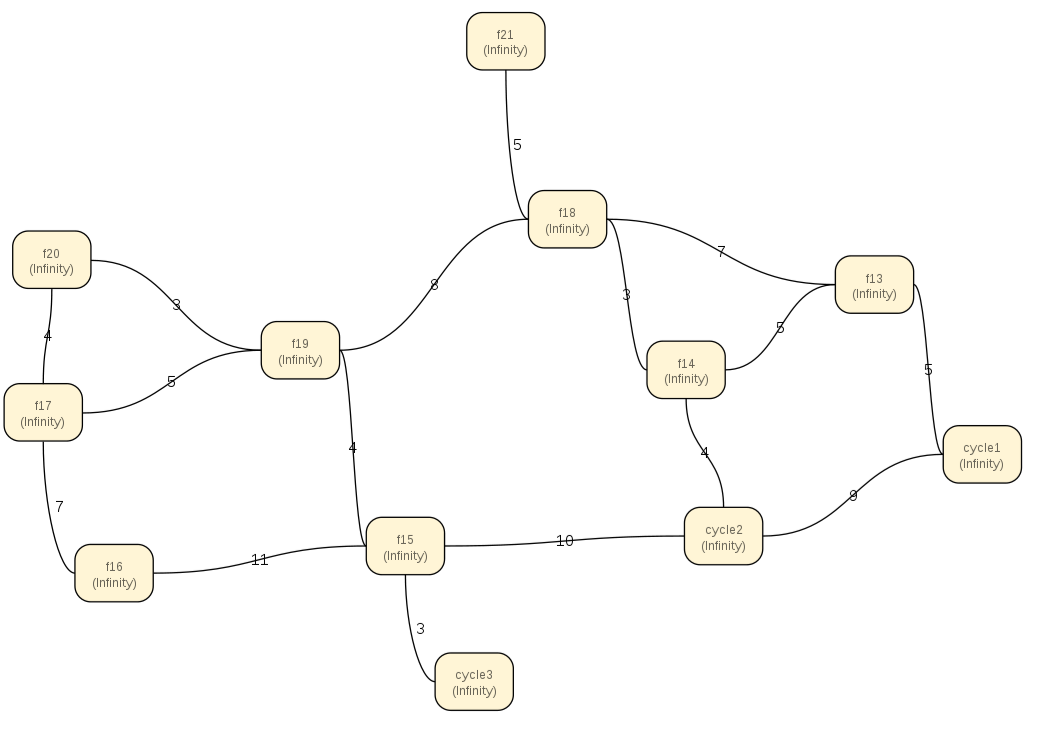 f21
(Infinity)
5
f18
(Infinity)
7
f20
(Infinity)
f13
(Infinity)
8
3
3
5
4
f19
(Infinity)
f14
(Infinity)
5
5
f17
(Infinity)
4
4
cycle1
(Infinity)
7
9
cycle2
(Infinity)
f15
(Infinity)
10
11
f16
(Infinity)
3
cycle3
(Infinity)